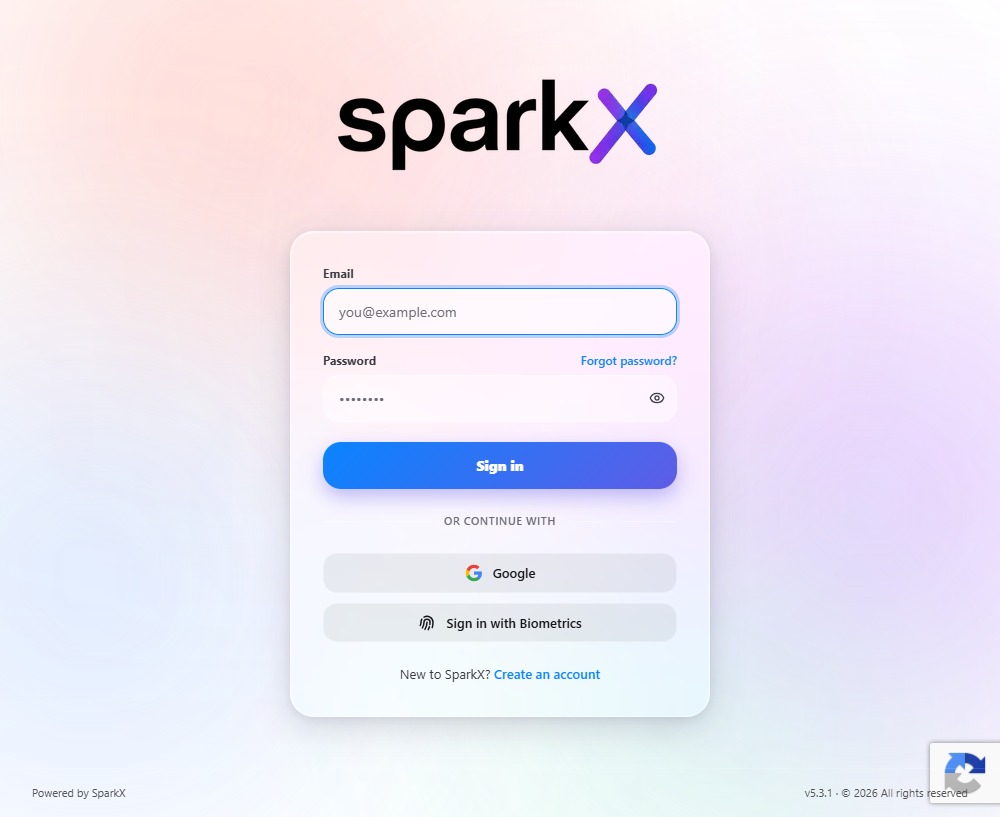 sparkX
Email
you@example.com
Password Forgot password?
••••••••
Sign in
OR CONTINUE WITH
Google
Sign in with Biometrics
New to SparkX? Create an account
Powered by SparkX v5.3.1 · © 2026 All rights reserved